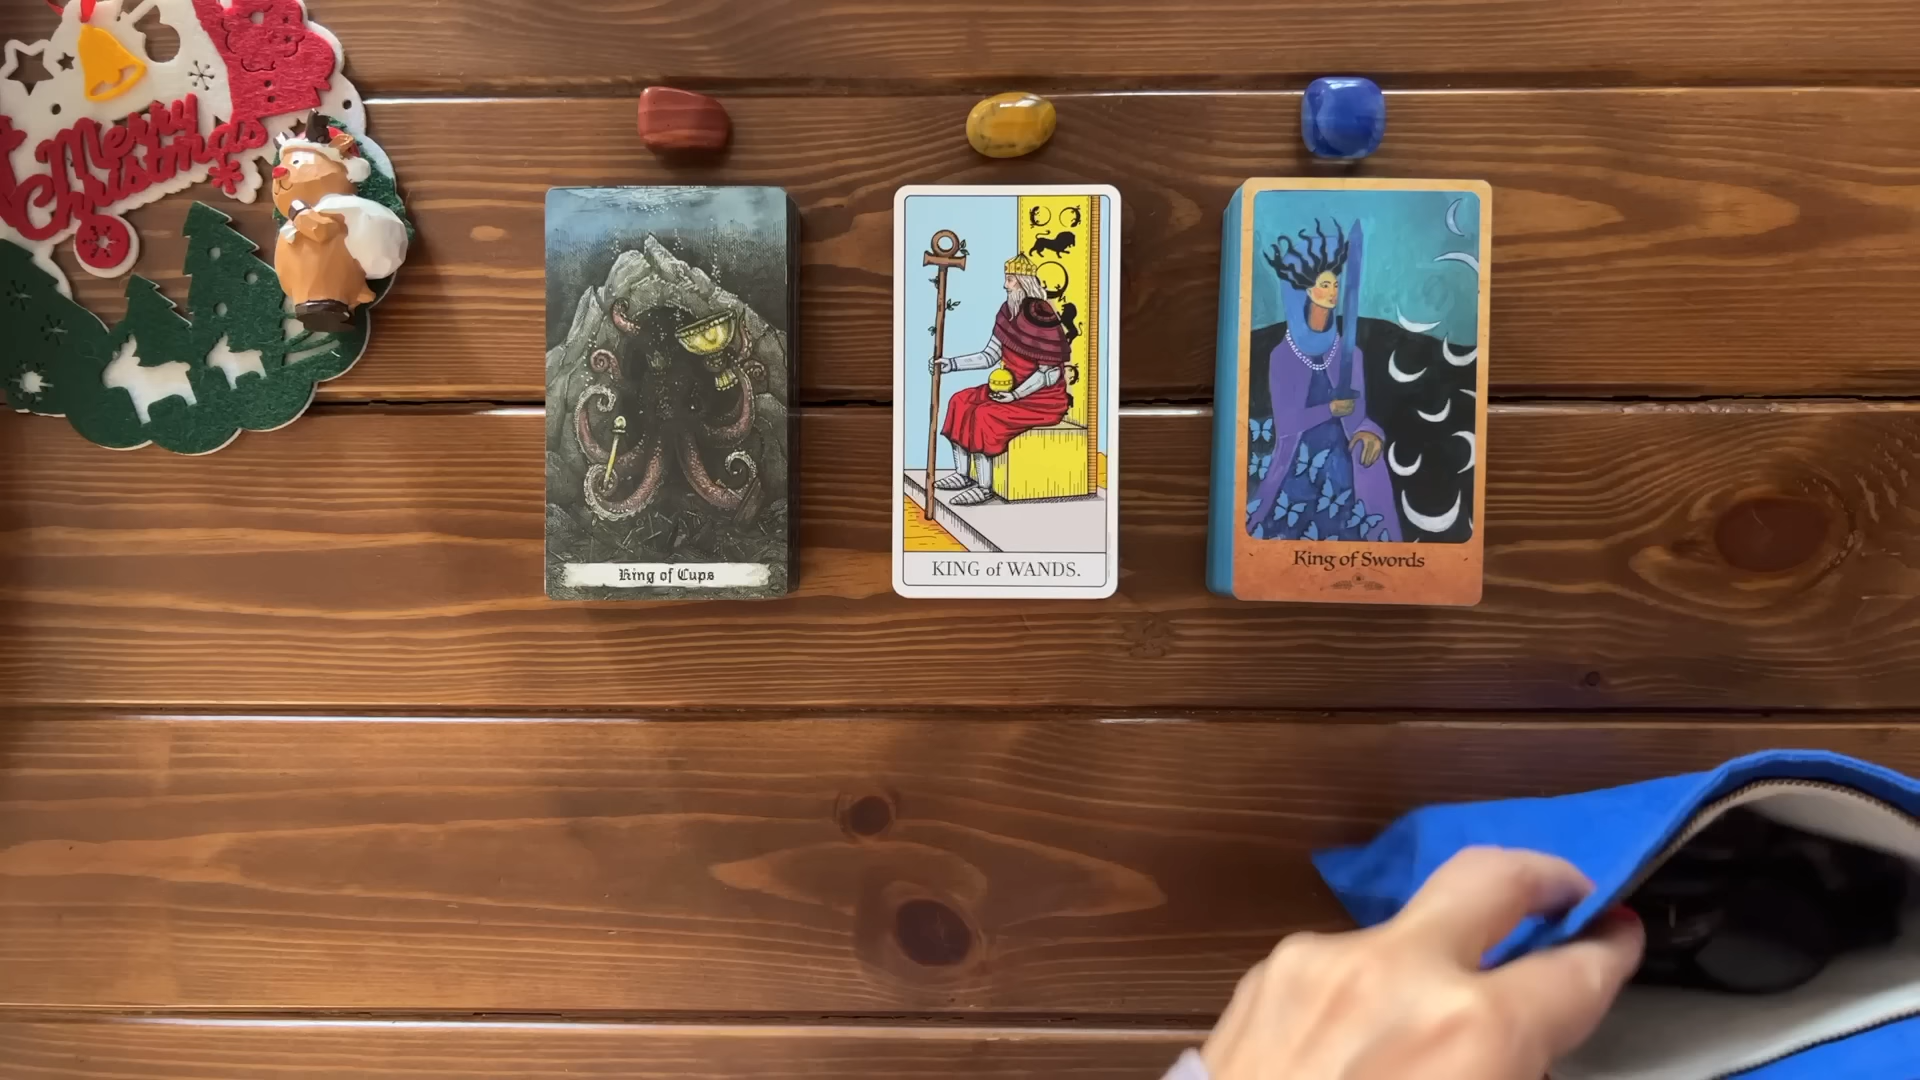 Merry
Christmas
King of Cups
KING of WANDS.
King of Swords